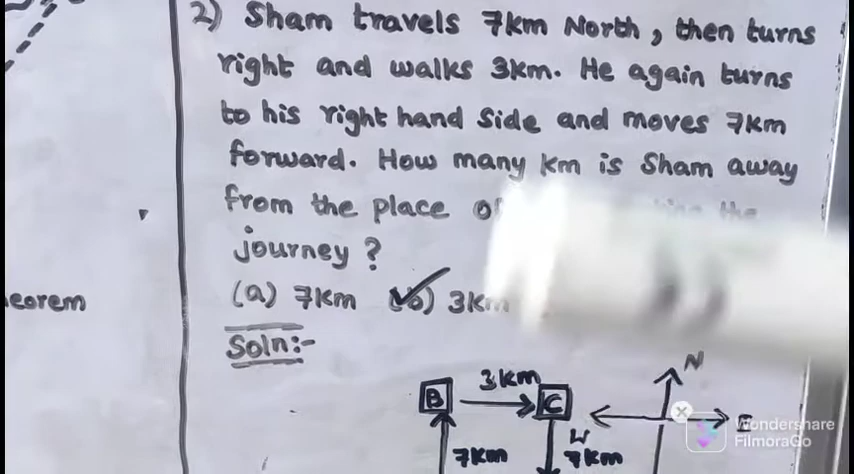 2) Sham travels 7km North, then turns
right and walks 3km. He again turns
to his right hand side and moves 7km
forward. How many km is Sham away
from the place of
journey?
(a) 7km (b) 3km
eorem
Soln:-
N
3km
B C
E
W
7km 7km
Wondershare
FilmoraGo